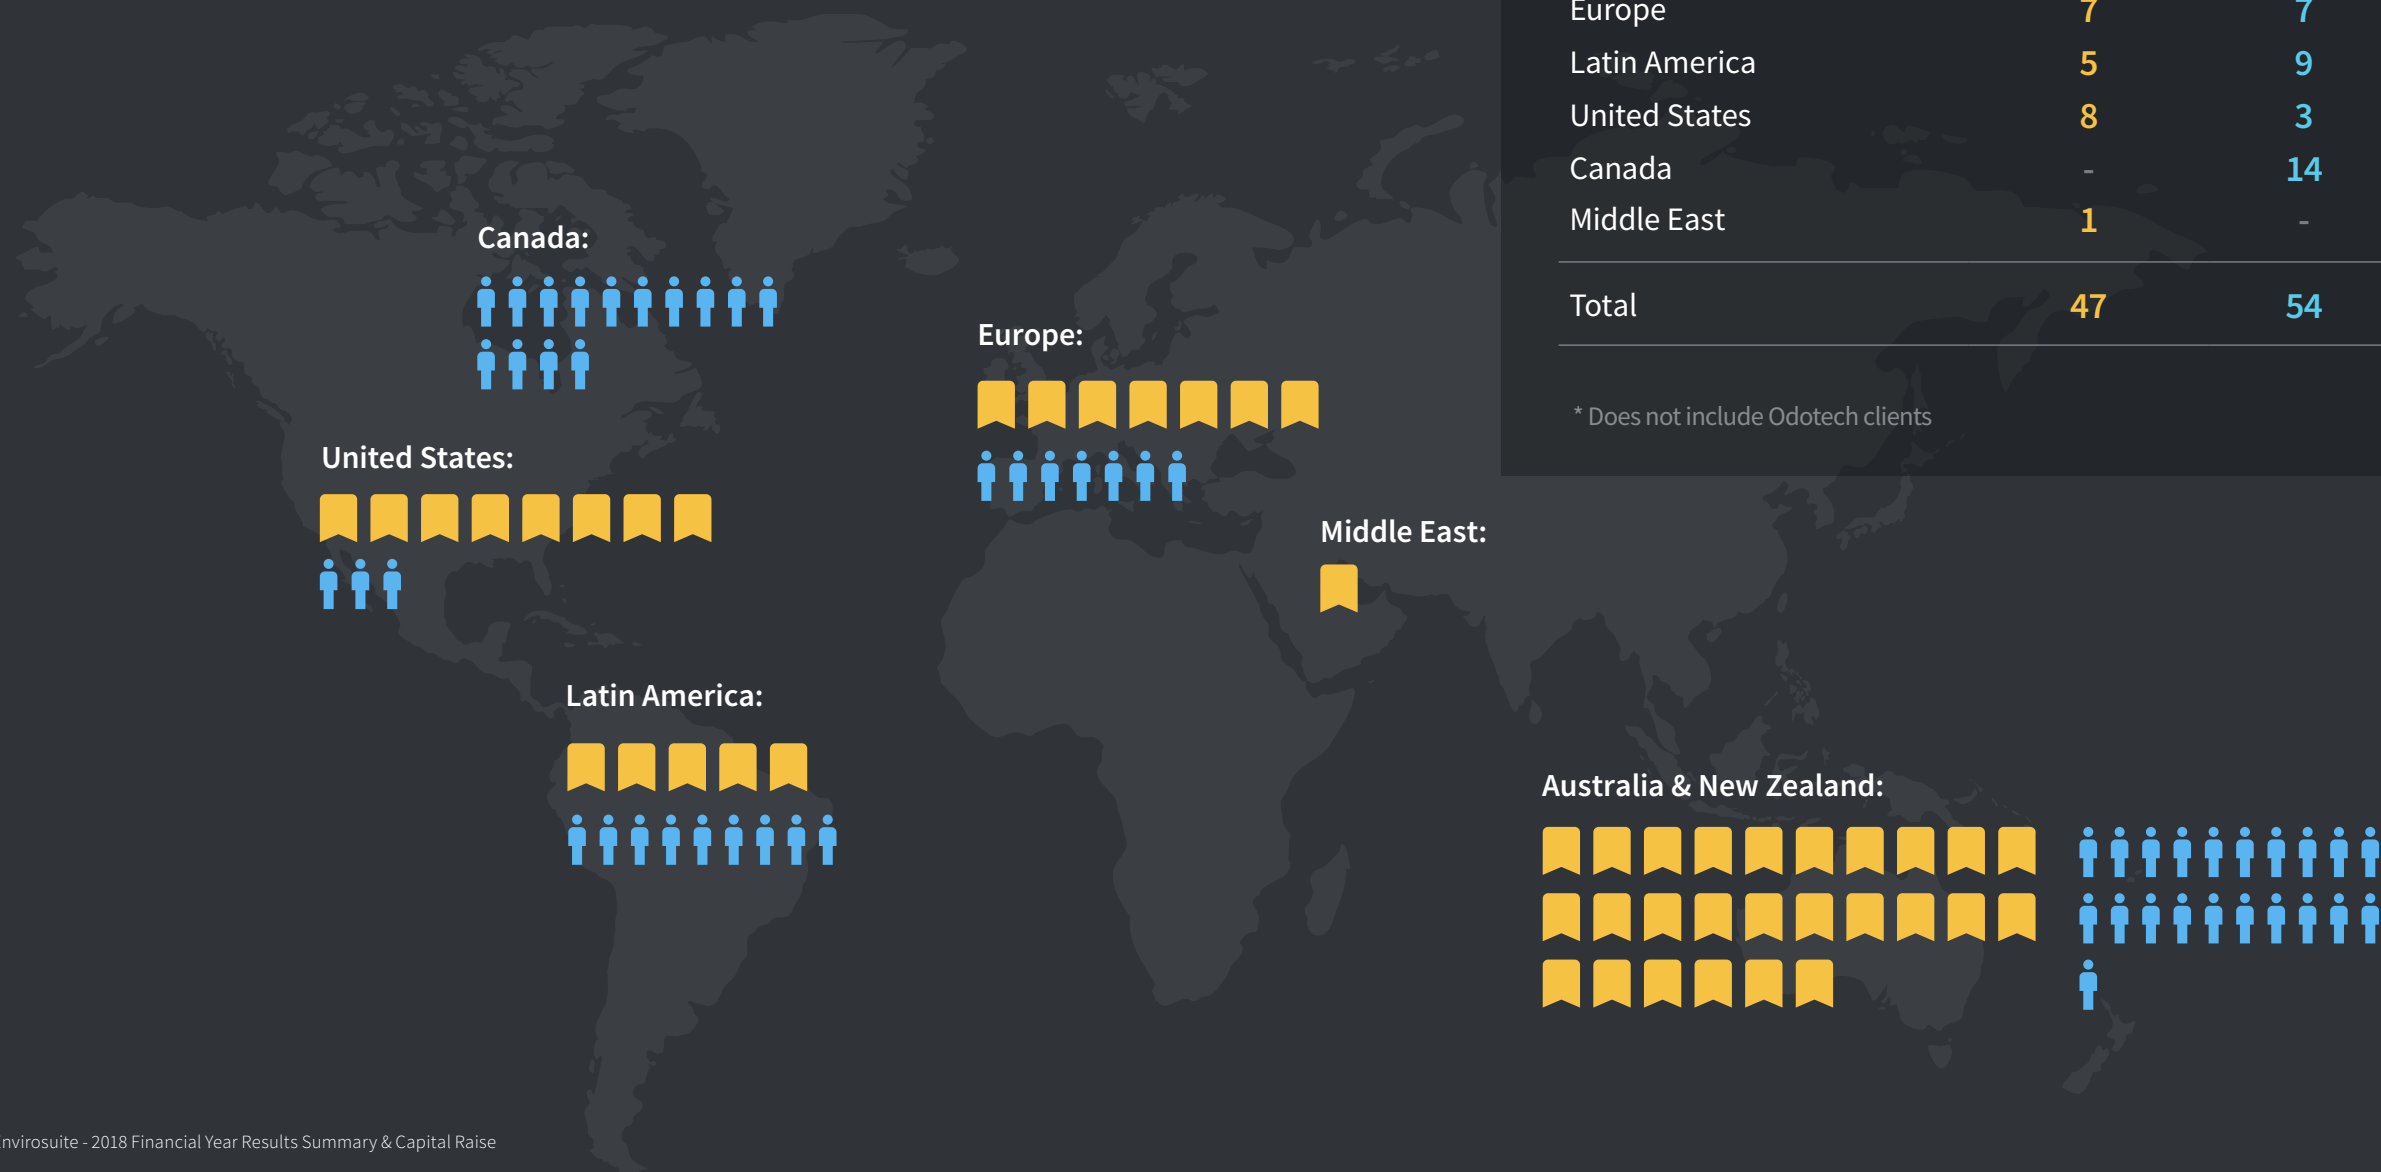 Europe 7 7
Latin America 5 9
United States 8 3
Canada - 14
Middle East 1 -
Total 47 54
* Does not include Odotech clients
Canada:
Europe:
United States:
Middle East:
Latin America:
Australia & New Zealand:
nvirosuite - 2018 Financial Year Results Summary & Capital Raise